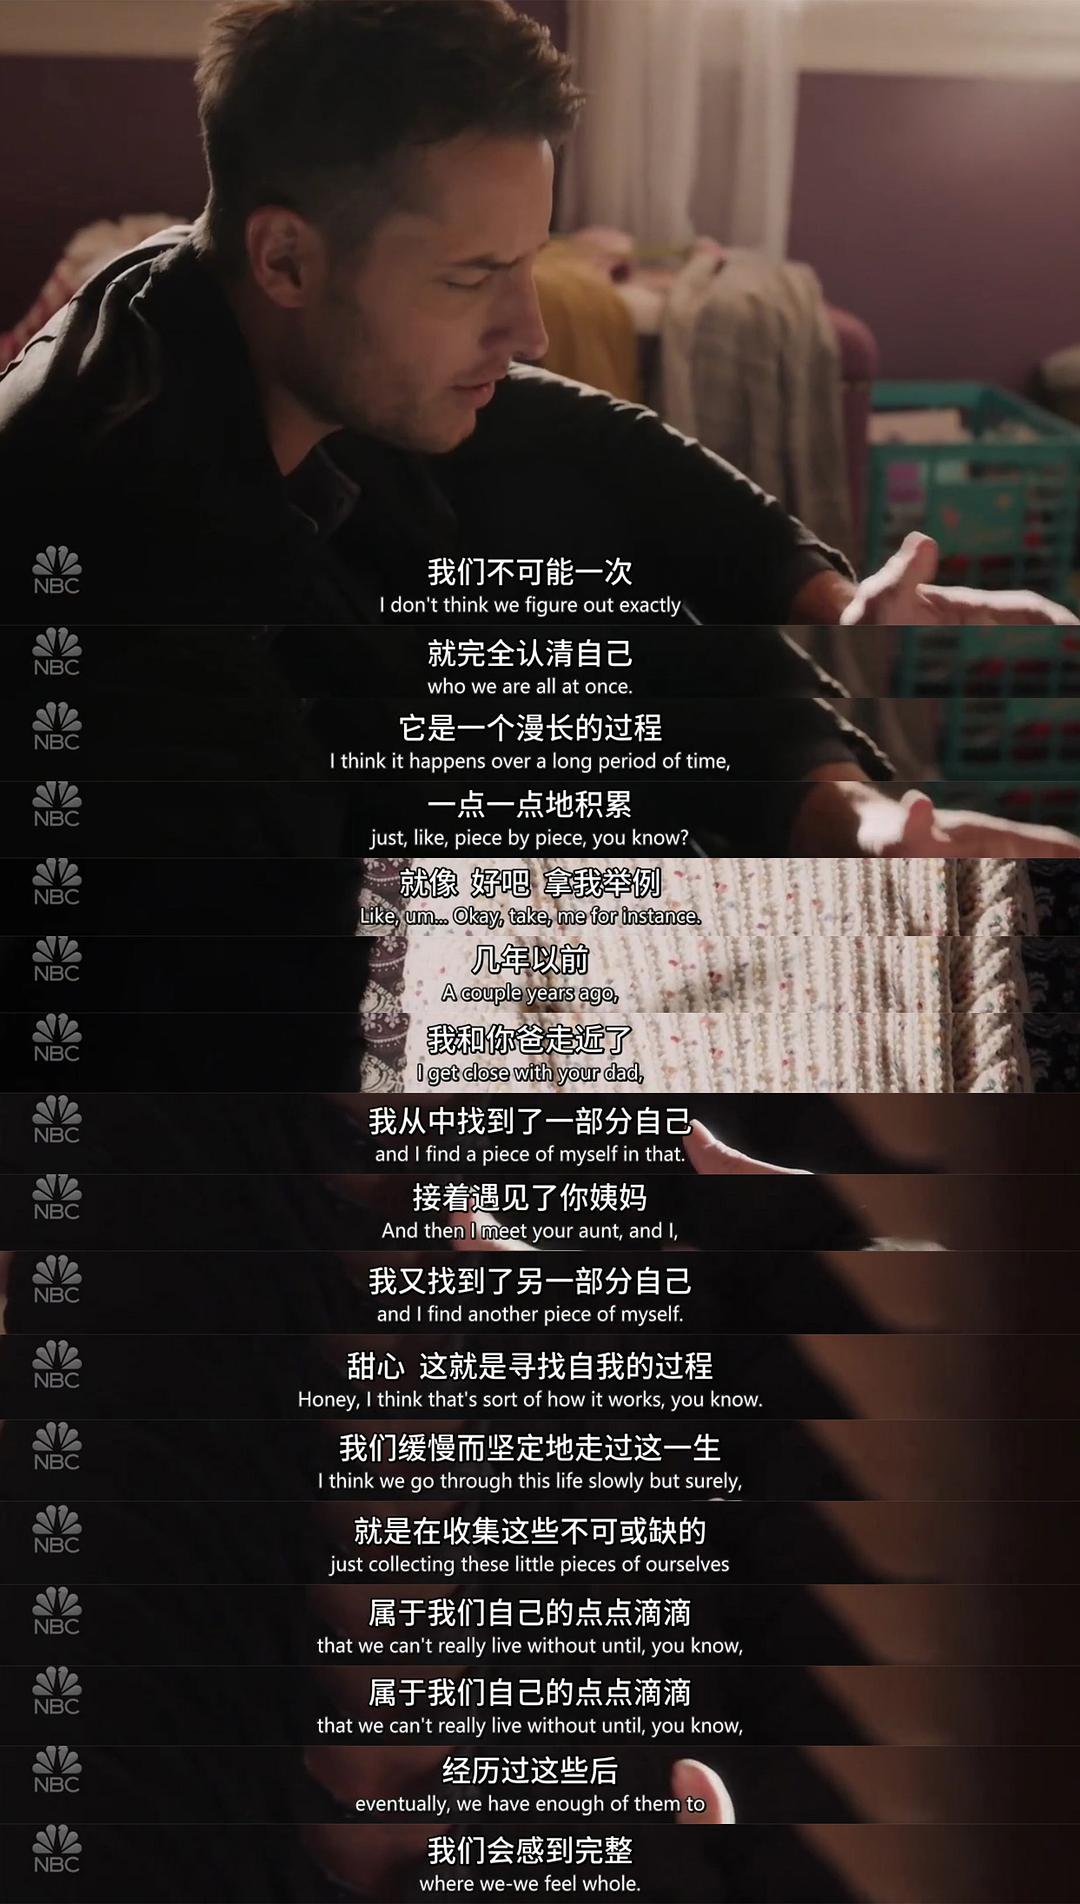 NBC
我们不可能一次
I don't think we figure out exactly
NBC
就完全认清自己
who we are all at once.
NBC
它是一个漫长的过程
I think it happens over a long period of time,
NBC
一点一点地积累
just, like, piece by piece, you know?
NBC
就像 好吧 拿我举例
Like, um... Okay, take, me for instance.
NBC
几年以前
A couple years ago,
NBC
我和你爸走近了
I get close with your dad,
NBC
我从中找到了一部分自己
and I find a piece of myself in that.
NBC
接着遇见了你姨妈
And then I meet your aunt, and I,
NBC
我又找到了另一部分自己
and I find another piece of myself.
NBC
甜心 这就是寻找自我的过程
Honey, I think that's sort of how it works, you know.
NBC
我们缓慢而坚定地走过这一生
I think we go through this life slowly but surely,
NBC
就是在收集这些不可或缺的
just collecting these little pieces of ourselves
NBC
属于我们自己的点点滴滴
that we can't really live without until, you know,
NBC
属于我们自己的点点滴滴
that we can't really live without until, you know,
NBC
经历过这些后
eventually, we have enough of them to
NBC
我们会感到完整
where we-we feel whole.